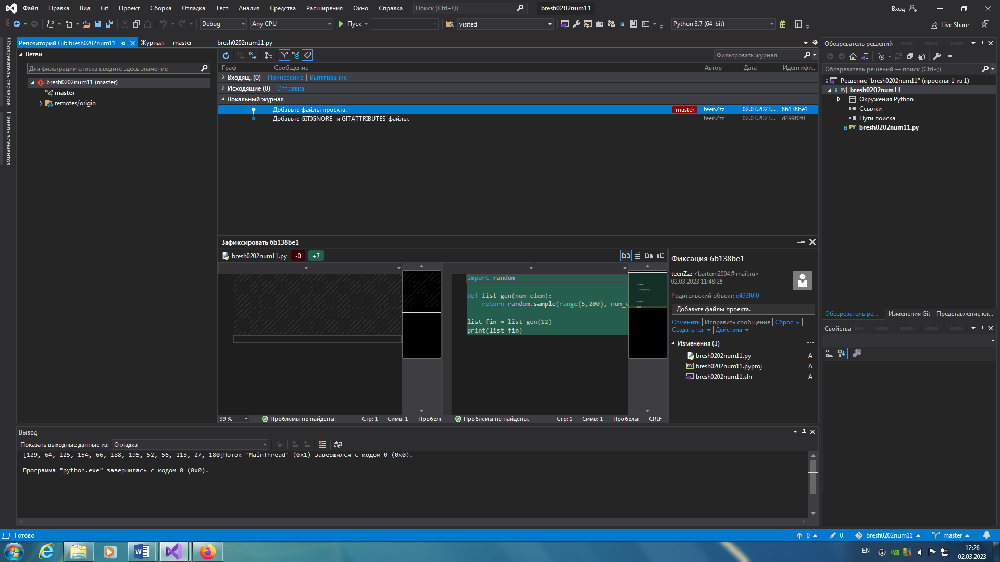 Файл Правка Вид Git Проект Сборка Отладка Тест Анализ Средства Расширения Окно Справка Поиск (Ctrl+Q) bresh0202num11 Вход
Debug Any CPU Пуск visited Python 3.7 (64-bit) Live Share
Обозреватель серверов
Панель элементов
Репозиторий Git: bresh0202num11 Журнал — master bresh0202num11.py
Ветви
Для фильтрации списка введите здесь значение
bresh0202num11 (master)
master
remotes/origin
Фильтровать журнал
Граф Сообщение Автор Дата Идентифи...
Входящ. (0) Принесение | Вытягивание
Исходящие (0) Отправка
Локальный журнал
Добавьте файлы проекта. master teenZzz 02.03.2023... 6b138be1
Добавьте GITIGNORE- и GITATTRIBUTES-файлы. teenZzz 02.03.2023... d499f0f0
Зафиксировать 6b138be1
bresh0202num11.py -0 +7
import random
def list_gen(num_elem):
return random.sample(range(5,200), num_e
list_fin = list_gen(12)
print(list_fin)
99 % Проблемы не найдены. Стр: 1 Симв: 1 Пробелы
Проблемы не найдены. Стр: 1 Симв: 1 Пробелы CRLF
Фиксация 6b138be1
teenZzz <bartem2004@mail.ru>
02.03.2023 11:48:28
Родительский объект: d499f0f0
Добавьте файлы проекта.
Отменить | Исправить сообщение | Сброс |
Создать тег | Действия
Изменения (3)
bresh0202num11.py A
bresh0202num11.pyproj A
bresh0202num11.sln A
Обозреватель решений
Обозреватель решений — поиск (Ctrl+;)
Решение "bresh0202num11" (проекты: 1 из 1)
bresh0202num11
Окружения Python
Ссылки
Пути поиска
bresh0202num11.py
Обозреватель ре... Изменения Git Представление кл...
Свойства
Вывод
Показать выходные данные из: Отладка
[129, 64, 125, 154, 66, 188, 195, 52, 56, 113, 27, 180]Поток 'MainThread' (0x1) завершился с кодом 0 (0x0).
Программа "python.exe" завершилась с кодом 0 (0x0).
Готово 0 0 bresh0202num11 master
EN 12:26
02.03.2023